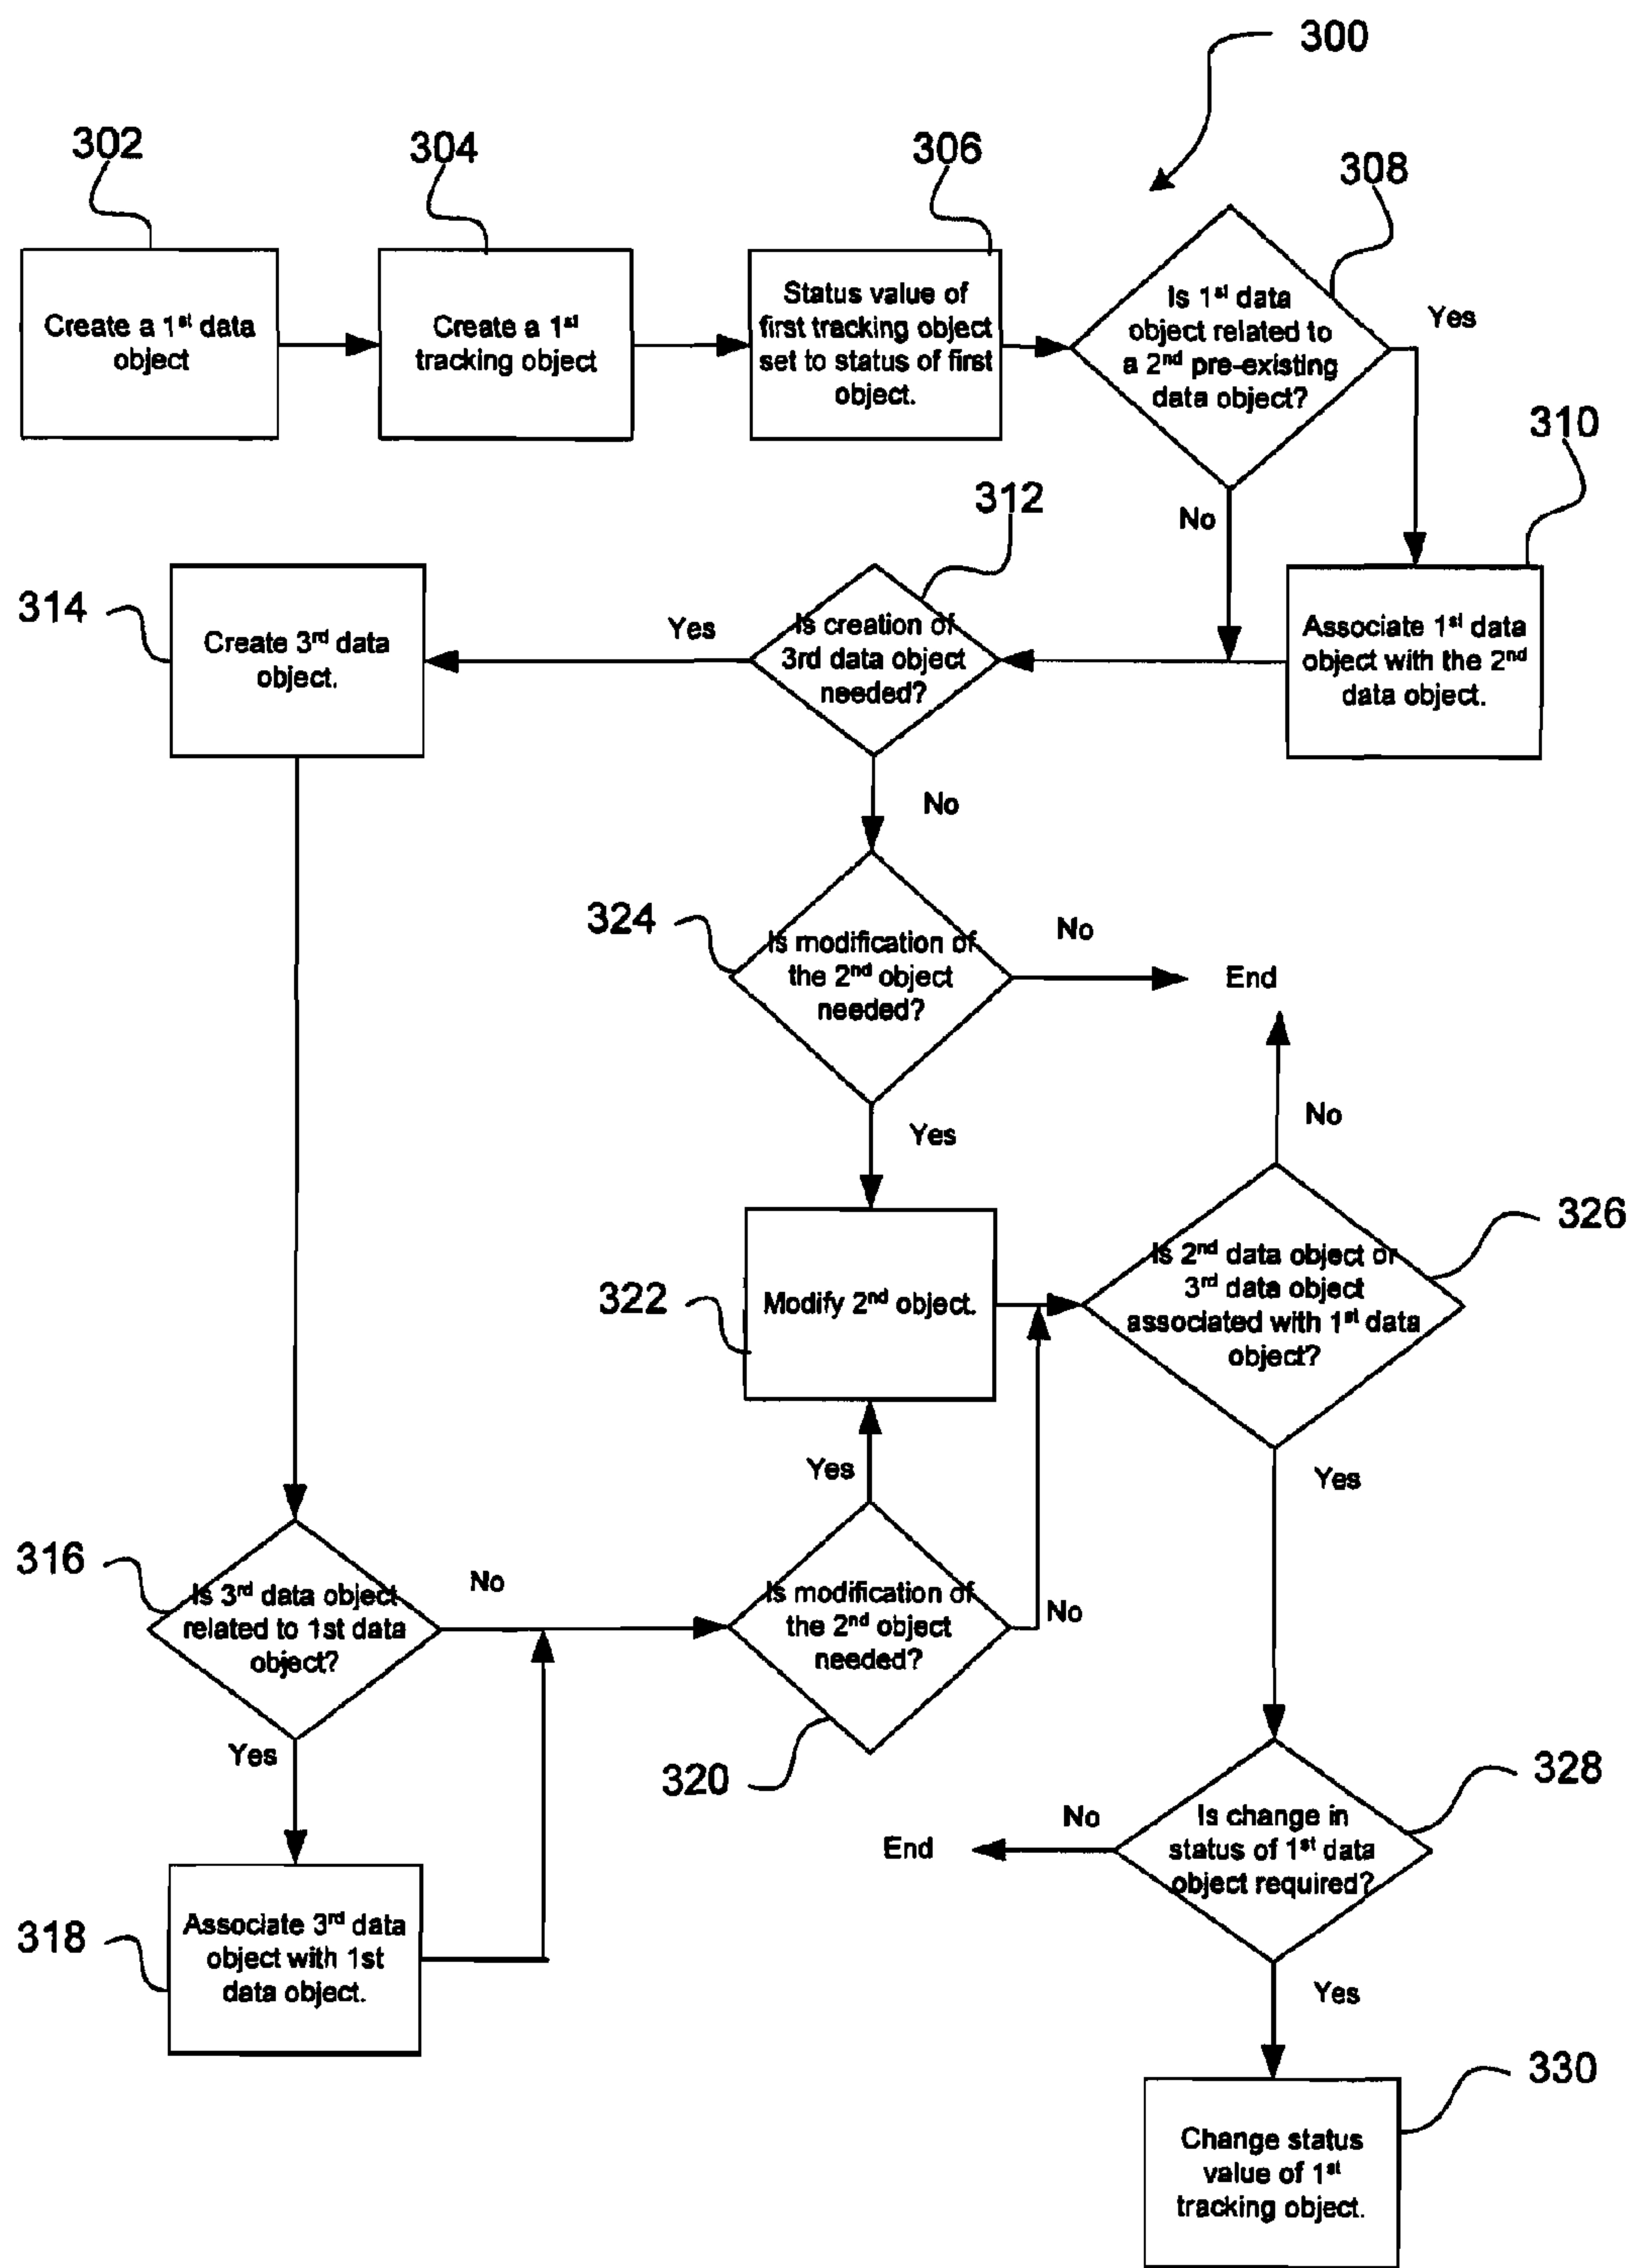 300
302
304
306
308
Create a 1st data
object
Create a 1st
tracking object
Status value of
first tracking object
set to status of first
object.
Is 1st data
object related to
a 2nd pre-existing
data object?
Yes
No
310
Associate 1st data
object with the 2nd
data object.
312
Is creation of
3rd data object
needed?
Yes
No
314
Create 3rd data
object.
324
Is modification of
the 2nd object
needed?
No
End
Yes
No
322
Modify 2nd object.
326
Is 2nd data object or
3rd data object
associated with 1st data
object?
Yes
316
Is 3rd data object
related to 1st data
object?
No
Yes
Yes
Is modification of
the 2nd object
needed?
No
320
318
Associate 3rd data
object with 1st
data object.
328
Is change in
status of 1st data
object required?
No
End
Yes
330
Change status
value of 1st
tracking object.